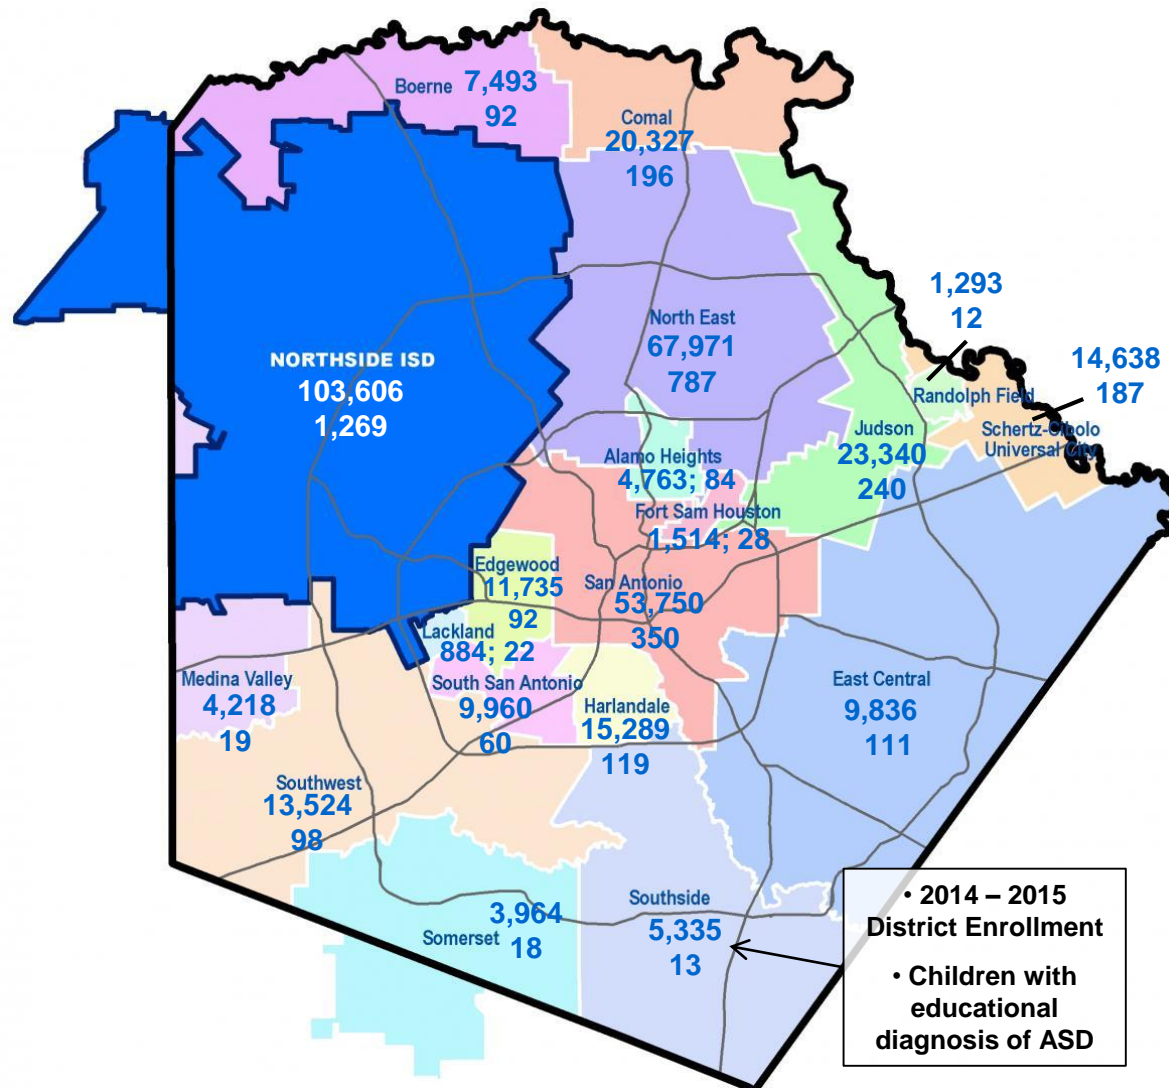 Boerne 7,493
92
Comal
20,327
196
1,293
12
North East
67,971
787
14,638
187
NORTHSIDE ISD
103,606
1,269
Randolph Field
Schertz-Cibolo
Universal City
Judson
23,340
240
Alamo Heights
4,763; 84
Fort Sam Houston
1,514; 28
Edgewood
11,735
92
San Antonio
53,750
350
Lackland
884; 22
Medina Valley
4,218
19
South San Antonio
9,960
60
Harlandale
15,289
119
East Central
9,836
111
Southwest
13,524
98
3,964
Somerset 18
Southside
5,335
13
• 2014 – 2015
District Enrollment
• Children with
educational
diagnosis of ASD